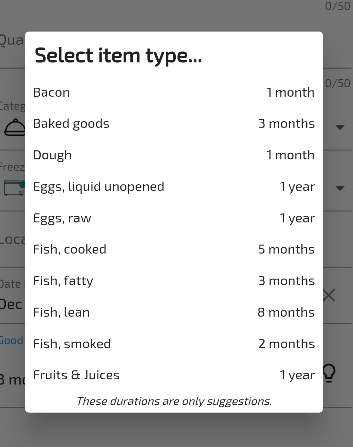 0/50
Qua
Select item type...
0/50
Bacon 1 month
Categ
Baked goods 3 months
Dough 1 month
Freez
Eggs, liquid unopened 1 year
Eggs, raw 1 year
Loca
Fish, cooked 5 months
Fish, fatty 3 months
Date
Dec
Fish, lean 8 months
Good
Fish, smoked 2 months
Fruits & Juices 1 year
8 mo
These durations are only suggestions.